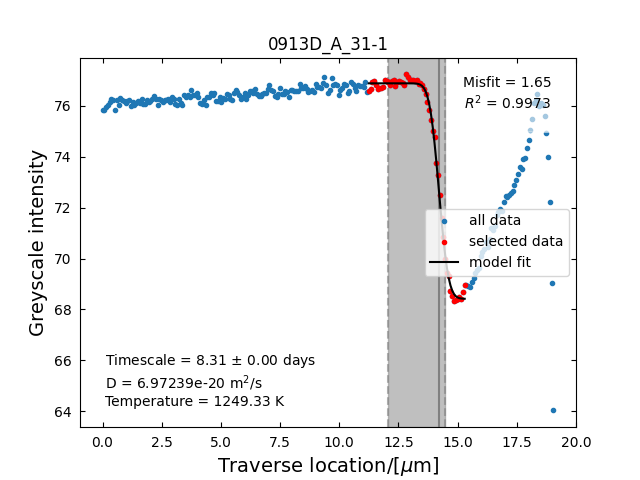 0913D_A_31-1
Misfit = 1.65
R² = 0.9973
76
74
72
70
68
66
64
Greyscale intensity
all data
selected data
model fit
Timescale = 8.31 ± 0.00 days
D = 6.97239e-20 m²/s
Temperature = 1249.33 K
0.0 2.5 5.0 7.5 10.0 12.5 15.0 17.5 20.0
Traverse location/[μm]